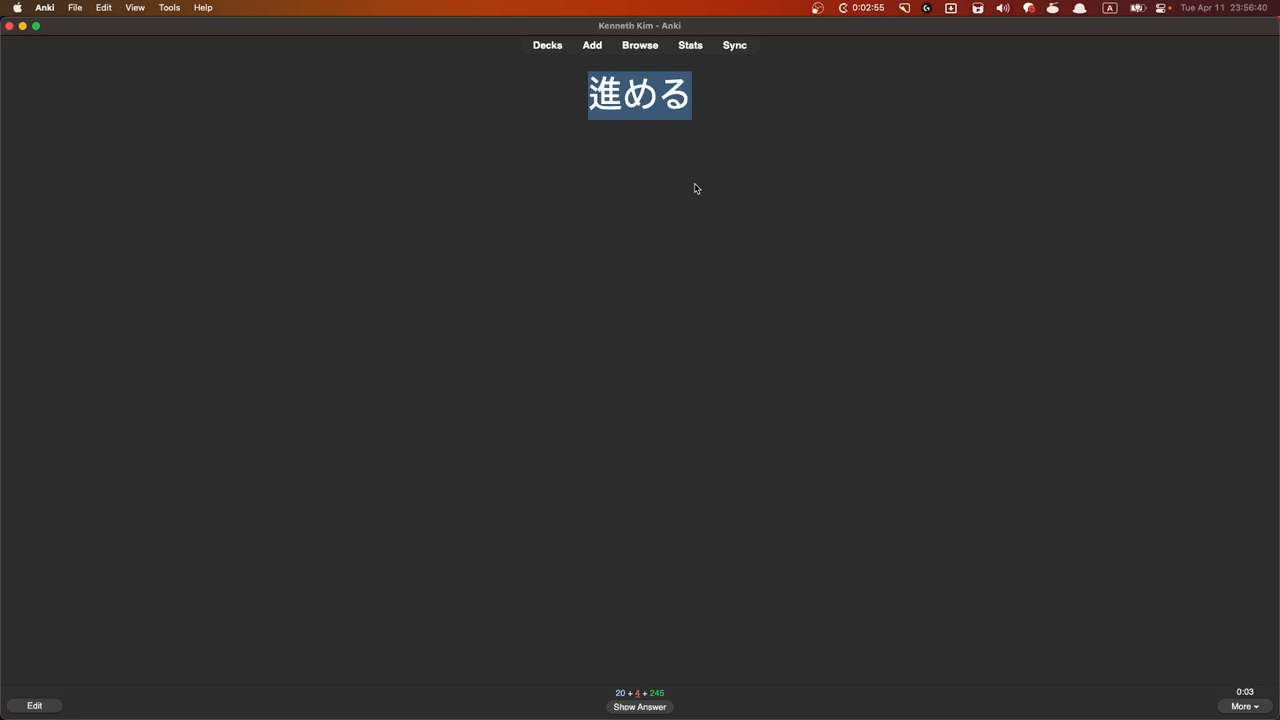 Anki File Edit View Tools Help 0:02:55 A Tue Apr 11 23:56:40
Kenneth Kim - Anki
Decks Add Browse Stats Sync
進める
20 + 4 + 245
0:03
Edit Show Answer More